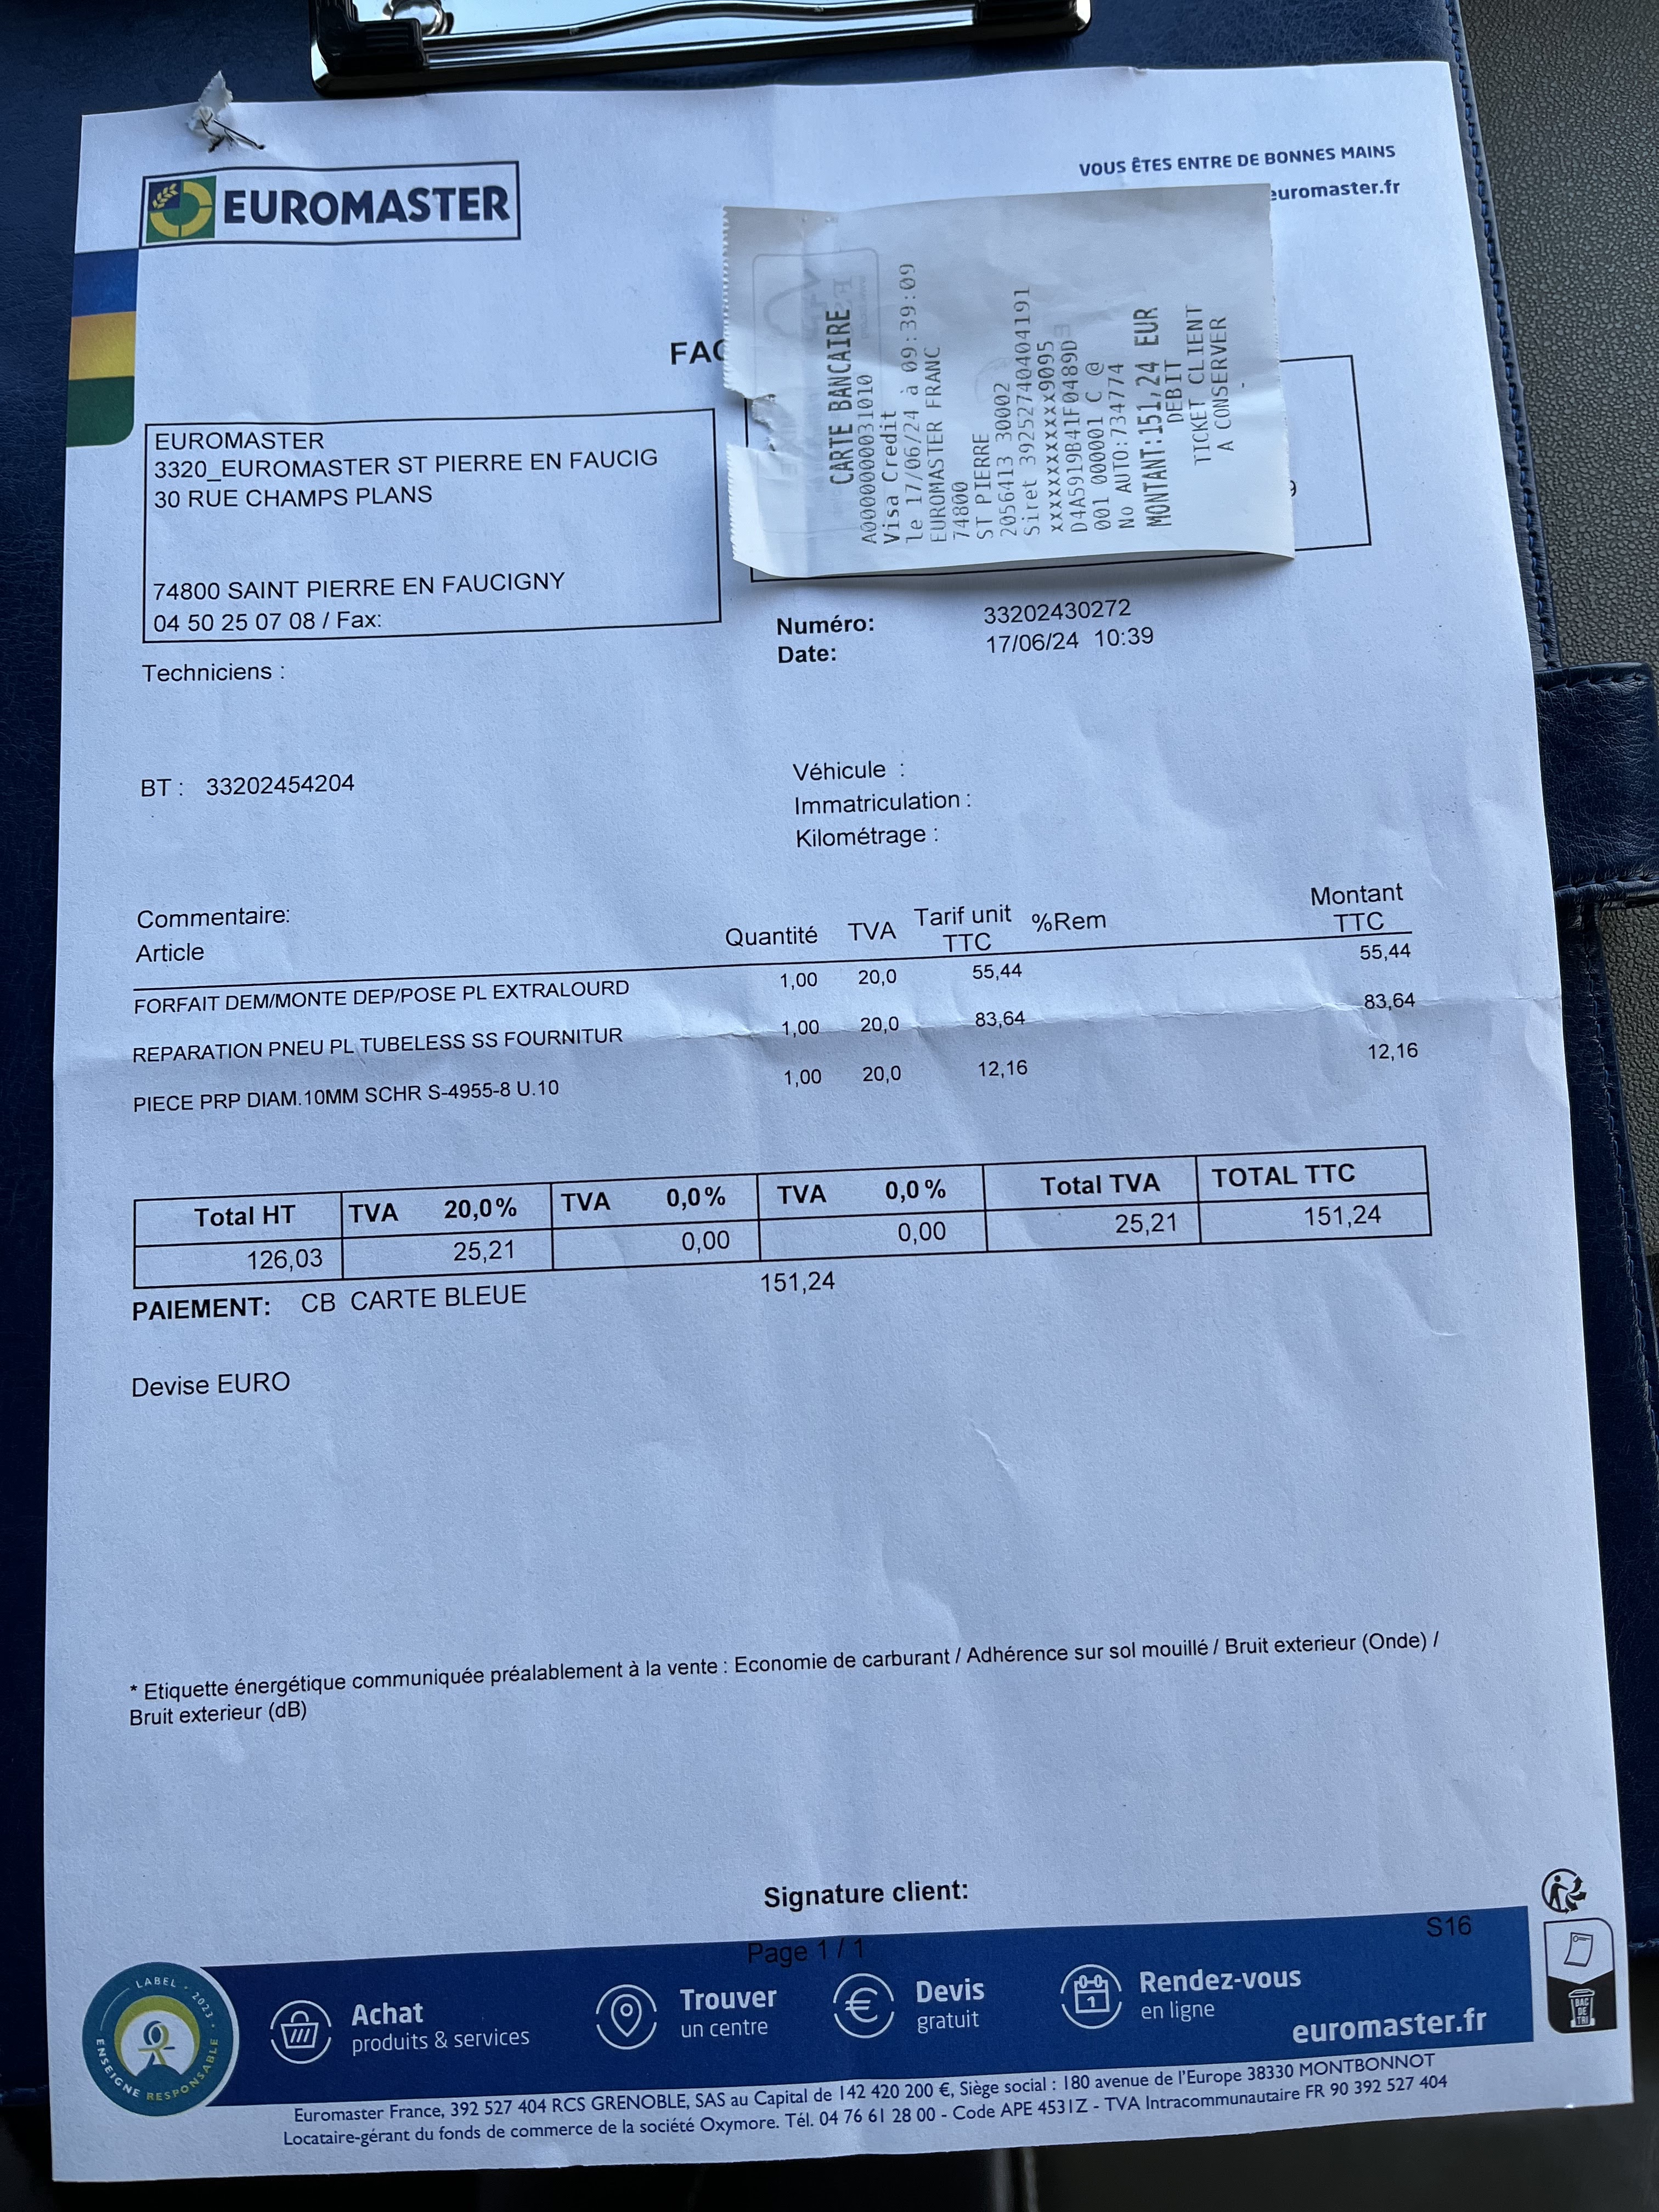 EUROMASTER
VOUS ÊTES ENTRE DE BONNES MAINS
euromaster.fr
CARTE BANCAIRE
A0000000031010
Visa Credit
le 17/06/24 à 09:39:09
EUROMASTER FRANC
74800
ST PIERRE
2056413 30002
Siret 39252740404191
xxxxxxxxxxxx9095
D4A5919B41F0489D
001 000001 C @
No AUTO:734774
MONTANT:151,24 EUR
DEBIT
TICKET CLIENT
A CONSERVER
FAC
EUROMASTER
3320_EUROMASTER ST PIERRE EN FAUCIG
30 RUE CHAMPS PLANS
74800 SAINT PIERRE EN FAUCIGNY
04 50 25 07 08 / Fax:
Numéro: 33202430272
Date: 17/06/24 10:39
Techniciens :
BT : 33202454204
Véhicule :
Immatriculation :
Kilométrage :
Commentaire:
Article Quantité TVA Tarif unit TTC %Rem Montant TTC
FORFAIT DEM/MONTE DEP/POSE PL EXTRALOURD 1,00 20,0 55,44 55,44
REPARATION PNEU PL TUBELESS SS FOURNITUR 1,00 20,0 83,64 83,64
PIECE PRP DIAM.10MM SCHR S-4955-8 U.10 1,00 20,0 12,16 12,16
Total HT TVA 20,0% TVA 0,0% TVA 0,0% Total TVA TOTAL TTC
126,03 25,21 0,00 0,00 25,21 151,24
PAIEMENT: CB CARTE BLEUE 151,24
Devise EURO
* Etiquette énergétique communiquée préalablement à la vente : Economie de carburant / Adhérence sur sol mouillé / Bruit exterieur (Onde) /
Bruit exterieur (dB)
Signature client:
S16
Page 1 / 1
LABEL • 2023 •
ENSEIGNE RESPONSABLE
Achat
produits & services
Trouver
un centre
Devis
gratuit
Rendez-vous
en ligne
euromaster.fr
BAC
DE
TRI
Euromaster France, 392 527 404 RCS GRENOBLE, SAS au Capital de 142 420 200 €, Siège social : 180 avenue de l'Europe 38330 MONTBONNOT
Locataire-gérant du fonds de commerce de la société Oxymore. Tél. 04 76 61 28 00 - Code APE 4531Z - TVA Intracommunautaire FR 90 392 527 404